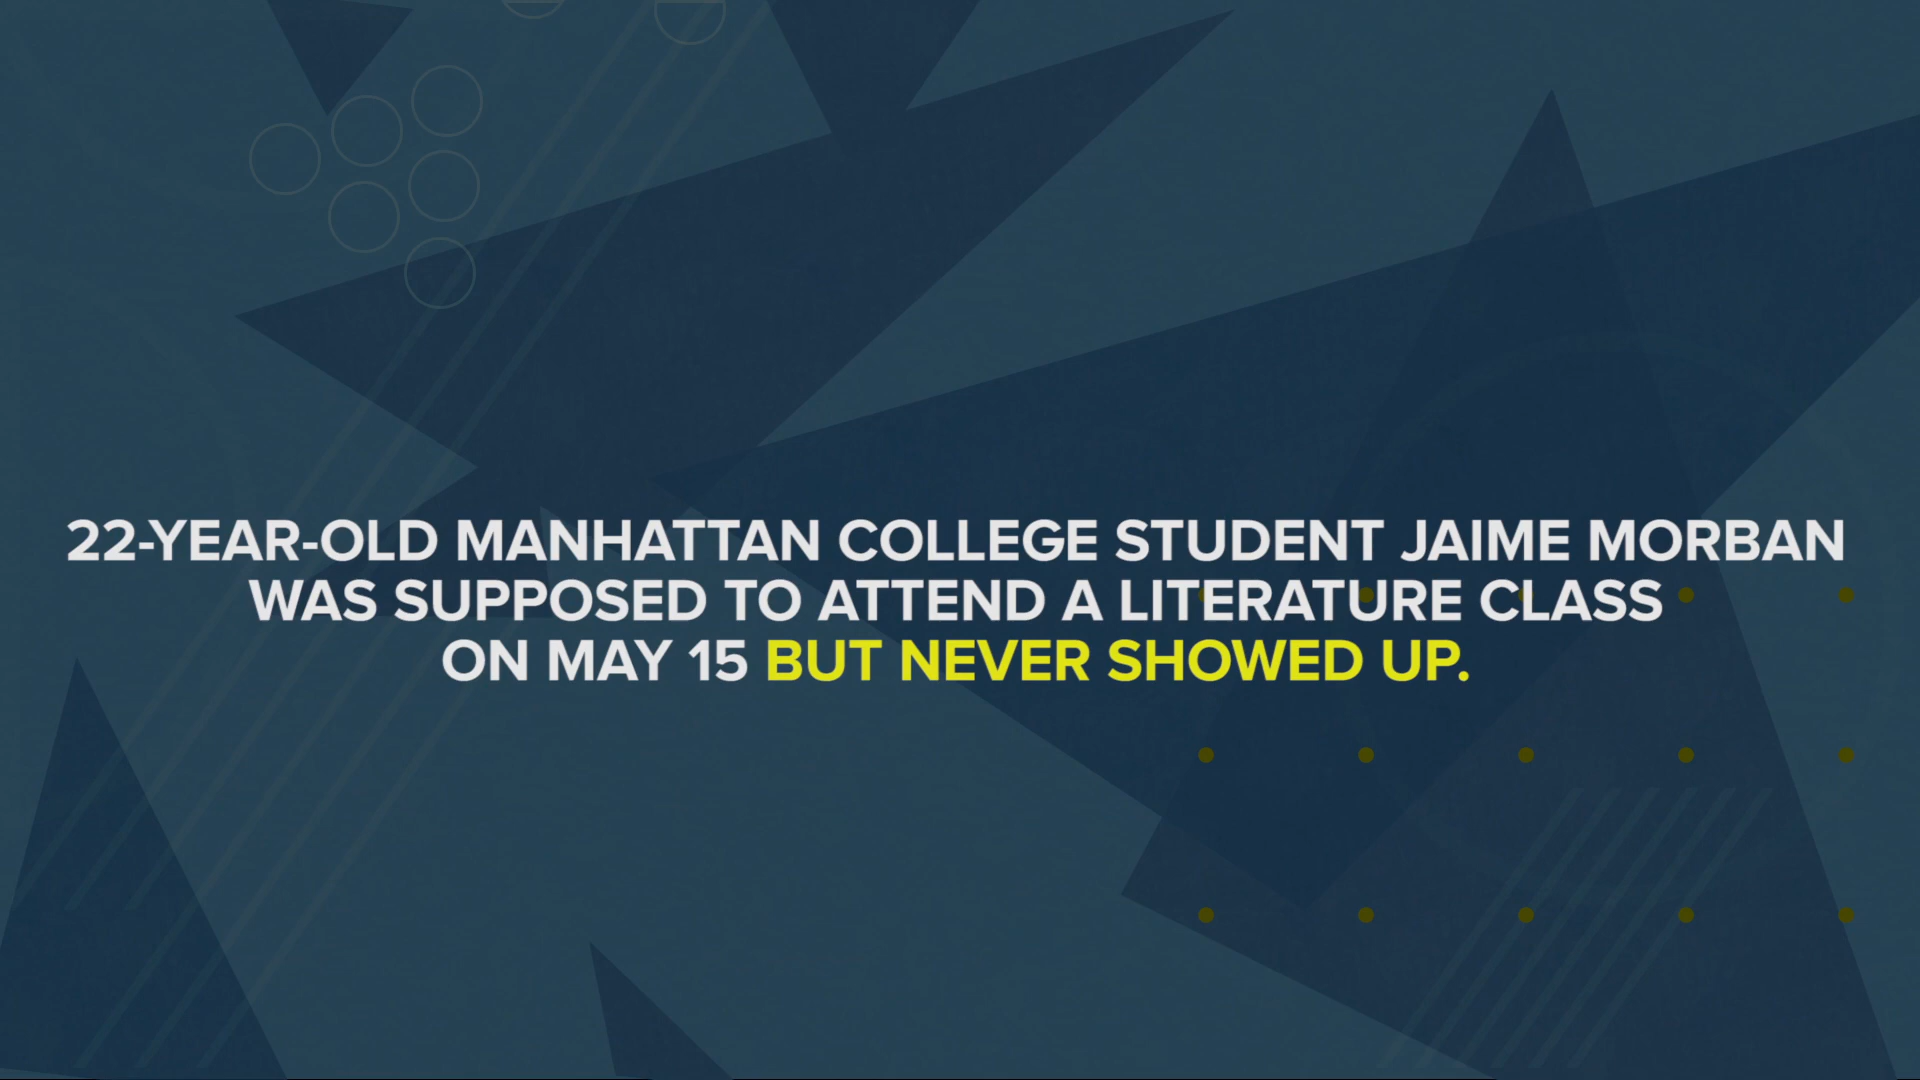 22-YEAR-OLD MANHATTAN COLLEGE STUDENT JAIME MORBAN
WAS SUPPOSED TO ATTEND A LITERATURE CLASS
ON MAY 15 BUT NEVER SHOWED UP.